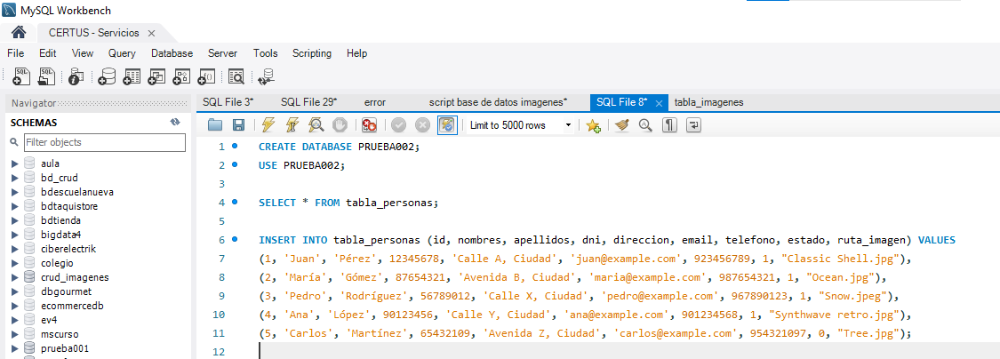 MySQL Workbench
CERTUS - Servicios
File Edit View Query Database Server Tools Scripting Help
Navigator
SQL File 3* SQL File 29* error script base de datos imagenes* SQL File 8* tabla_imagenes
SCHEMAS
Limit to 5000 rows
Filter objects
aula
bd_crud
bdescuelanueva
bdtaquistore
bdtienda
bigdata4
ciberelectrik
colegio
crud_imagenes
dbgourmet
ecommercedb
ev4
mscurso
prueba001
1 CREATE DATABASE PRUEBA002;
2 USE PRUEBA002;
3
4 SELECT * FROM tabla_personas;
5
6 INSERT INTO tabla_personas (id, nombres, apellidos, dni, direccion, email, telefono, estado, ruta_imagen) VALUES
7 (1, 'Juan', 'Pérez', 12345678, 'Calle A, Ciudad', 'juan@example.com', 923456789, 1, "Classic Shell.jpg"),
8 (2, 'María', 'Gómez', 87654321, 'Avenida B, Ciudad', 'maria@example.com', 987654321, 1, "Ocean.jpg"),
9 (3, 'Pedro', 'Rodríguez', 56789012, 'Calle X, Ciudad', 'pedro@example.com', 967890123, 1, "Snow.jpeg"),
10 (4, 'Ana', 'López', 90123456, 'Calle Y, Ciudad', 'ana@example.com', 901234568, 1, "Synthwave retro.jpg"),
11 (5, 'Carlos', 'Martínez', 65432109, 'Avenida Z, Ciudad', 'carlos@example.com', 954321097, 0, "Tree.jpg");
12